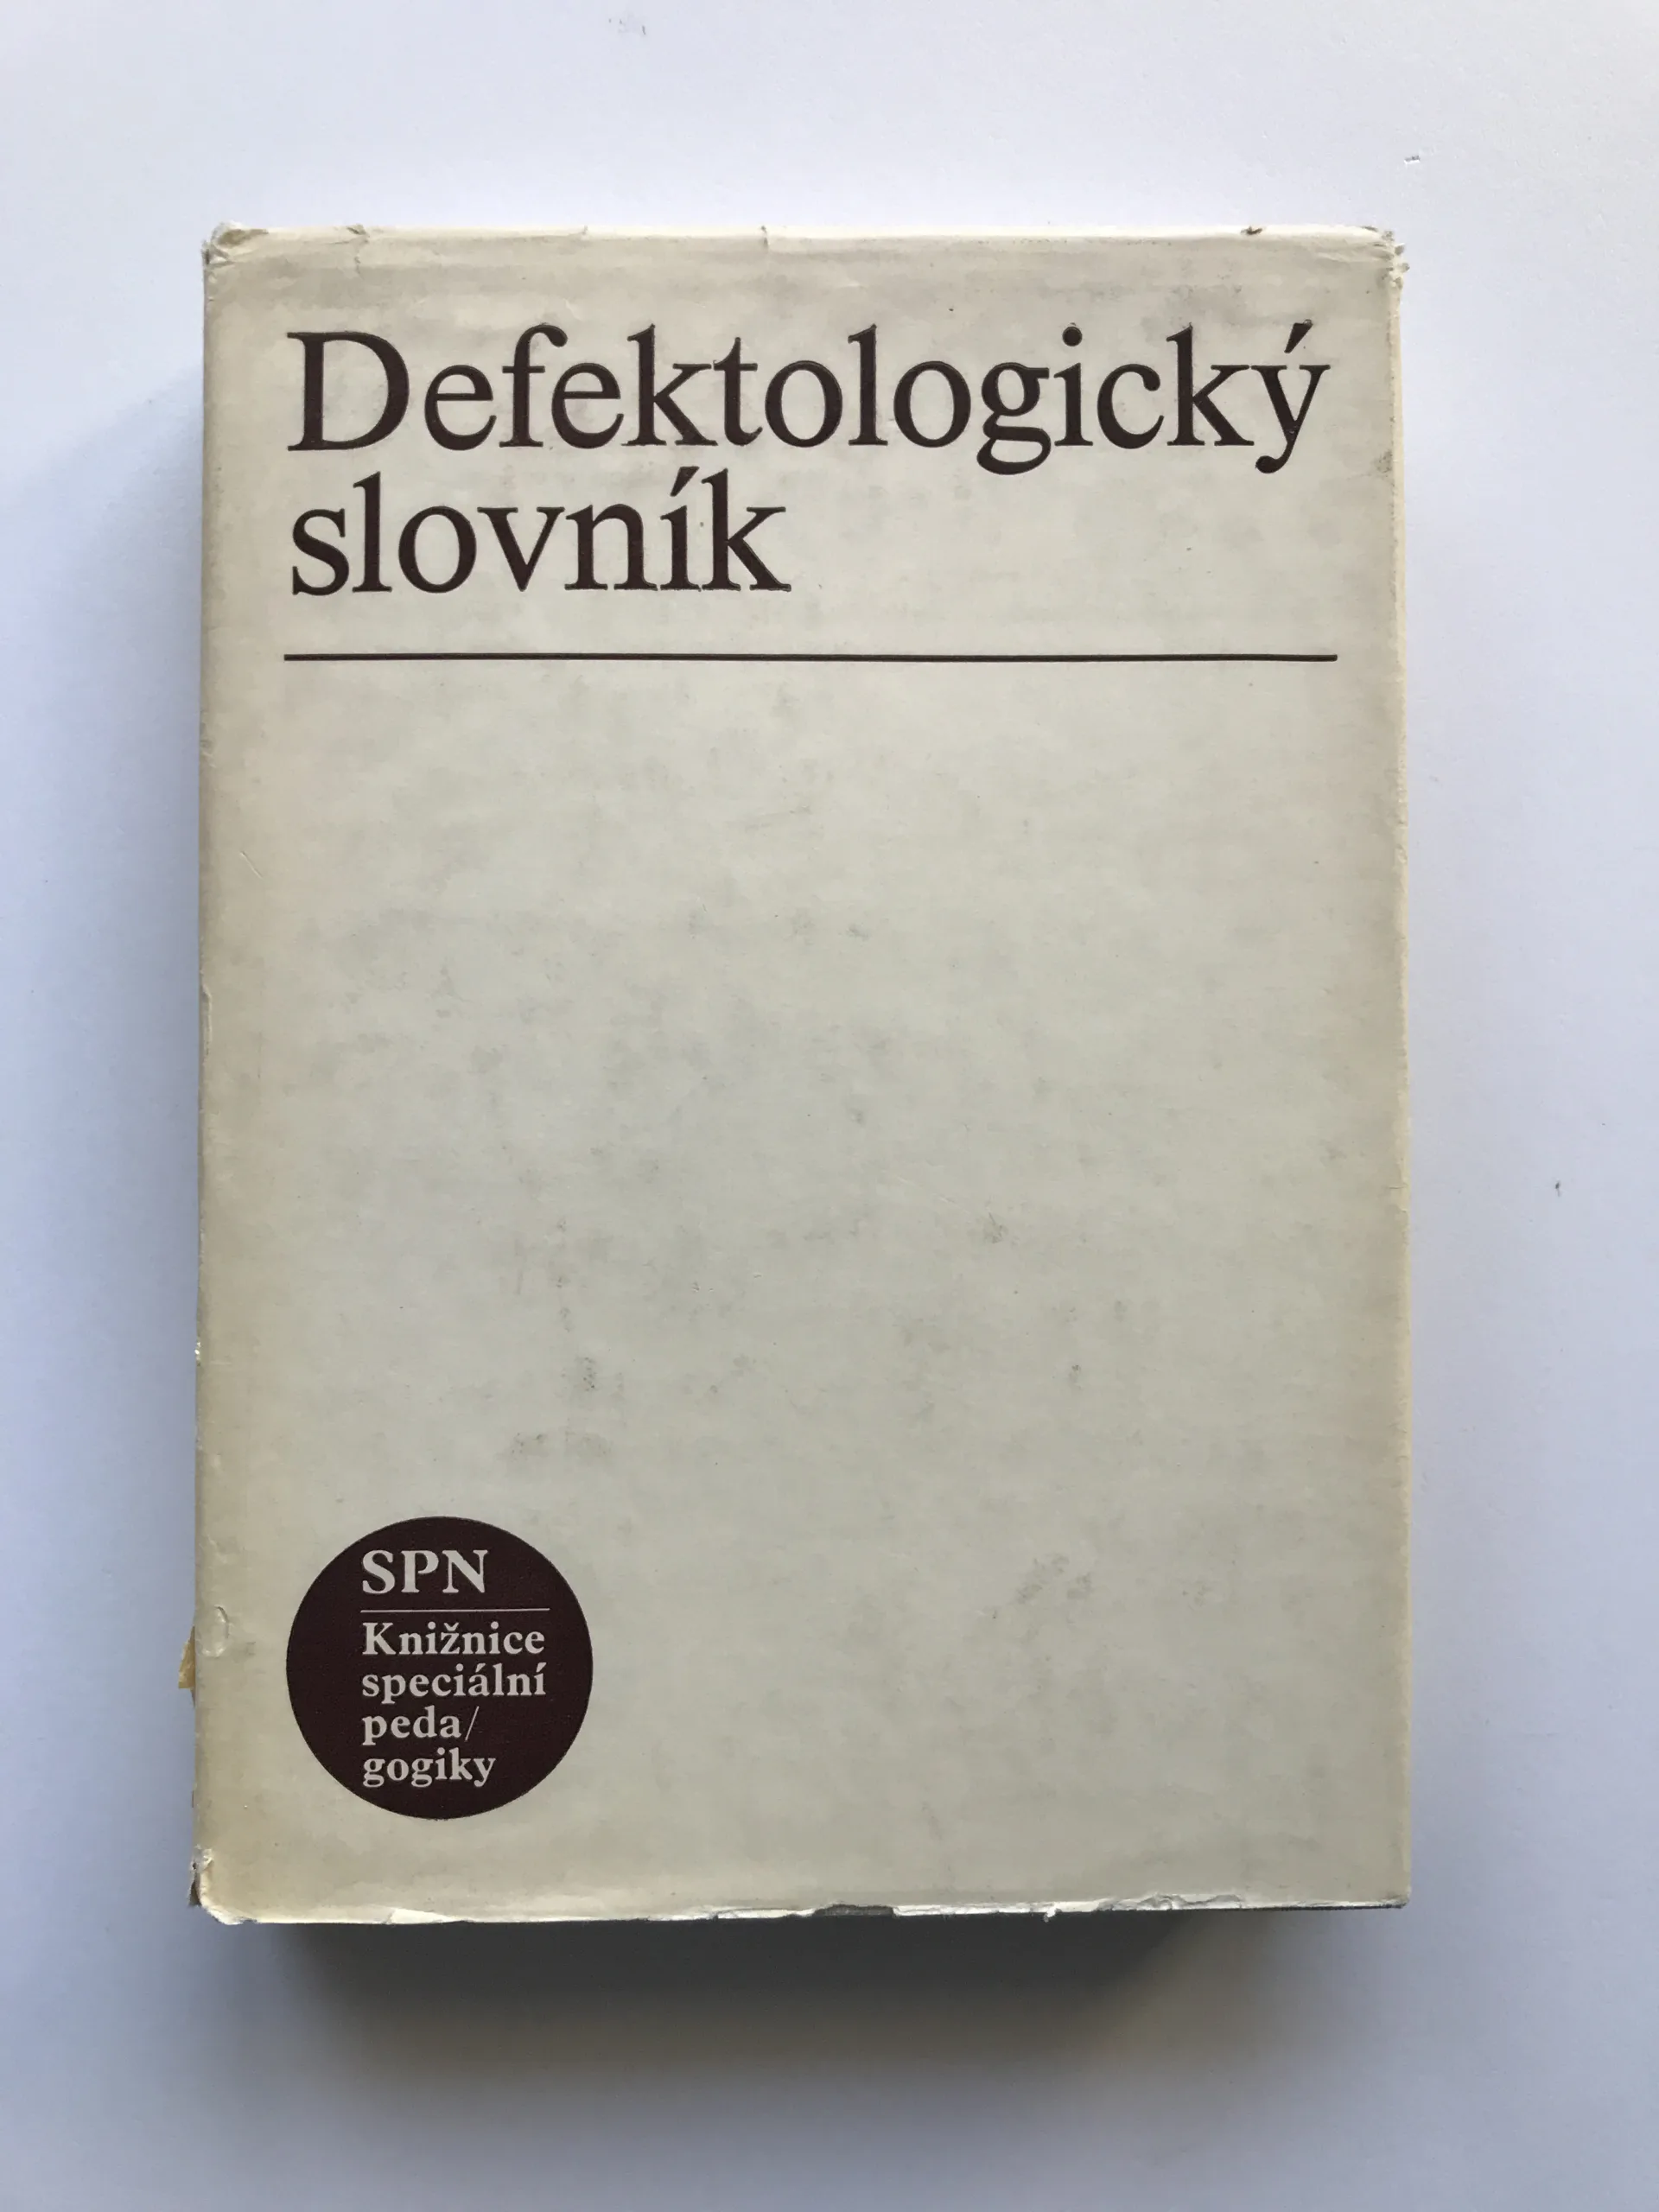 Defektologický
slovník
SPN
Knižnice
speciální
peda/
gogiky